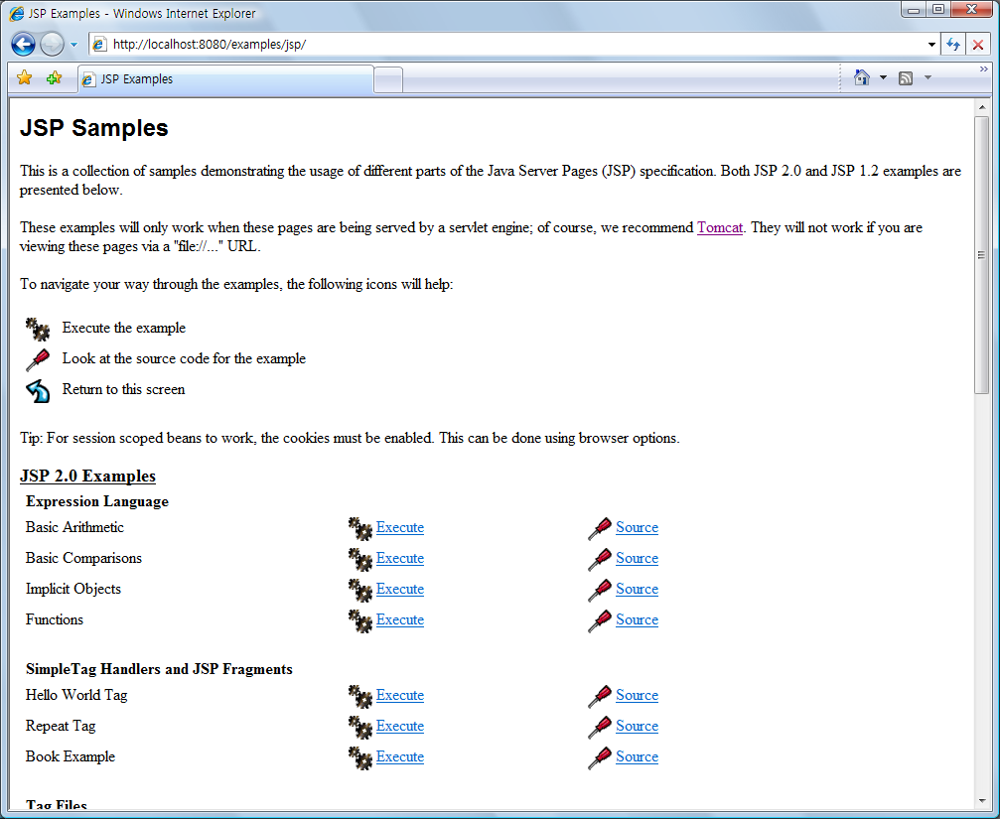 JSP Examples - Windows Internet Explorer
http://localhost:8080/examples/jsp/
JSP Examples
JSP Samples
This is a collection of samples demonstrating the usage of different parts of the Java Server Pages (JSP) specification. Both JSP 2.0 and JSP 1.2 examples are
presented below.
These examples will only work when these pages are being served by a servlet engine; of course, we recommend Tomcat. They will not work if you are
viewing these pages via a "file://..." URL.
To navigate your way through the examples, the following icons will help:
Execute the example
Look at the source code for the example
Return to this screen
Tip: For session scoped beans to work, the cookies must be enabled. This can be done using browser options.
JSP 2.0 Examples
Expression Language
Basic Arithmetic Execute Source
Basic Comparisons Execute Source
Implicit Objects Execute Source
Functions Execute Source
SimpleTag Handlers and JSP Fragments
Hello World Tag Execute Source
Repeat Tag Execute Source
Book Example Execute Source
Tag Files